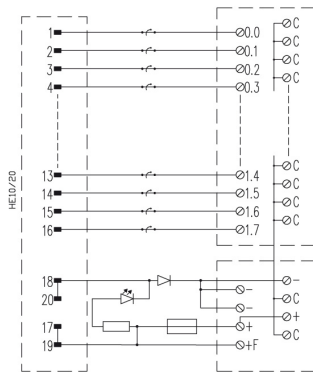 C
1 0.0 C
2 0.1 C
3 0.2 C
4 0.3
HE10/20
13 1.4 C
14 1.5 C
15 1.6 C
16 1.7 C
18 - -
20 - C
17 + +
19 +F C